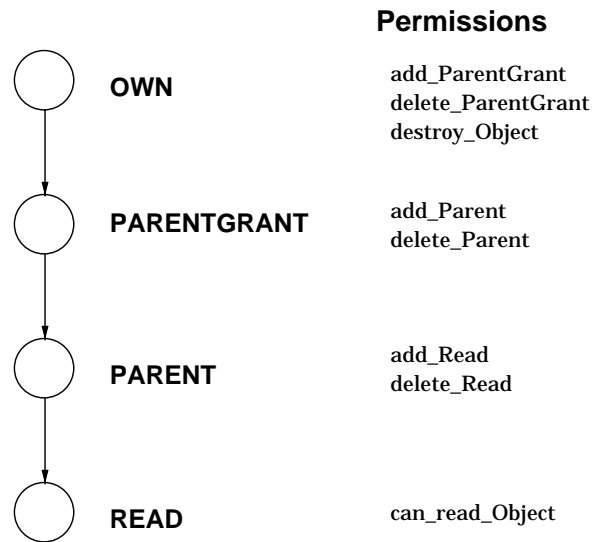 Permissions
OWN
add_ParentGrant
delete_ParentGrant
destroy_Object
PARENTGRANT
add_Parent
delete_Parent
PARENT
add_Read
delete_Read
READ
can_read_Object